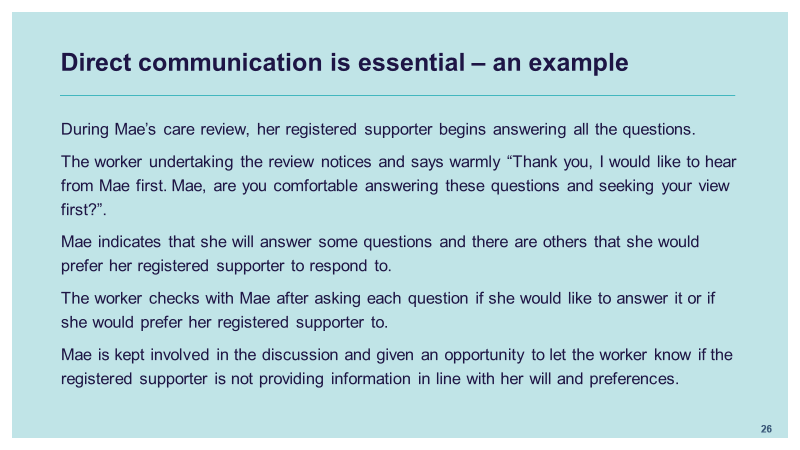 Direct communication is essential – an example
During Mae’s care review, her registered supporter begins answering all the questions.
The worker undertaking the review notices and says warmly “Thank you, I would like to hear
from Mae first. Mae, are you comfortable answering these questions and seeking your view
first?”.
Mae indicates that she will answer some questions and there are others that she would
prefer her registered supporter to respond to.
The worker checks with Mae after asking each question if she would like to answer it or if
she would prefer her registered supporter to.
Mae is kept involved in the discussion and given an opportunity to let the worker know if the
registered supporter is not providing information in line with her will and preferences.
26